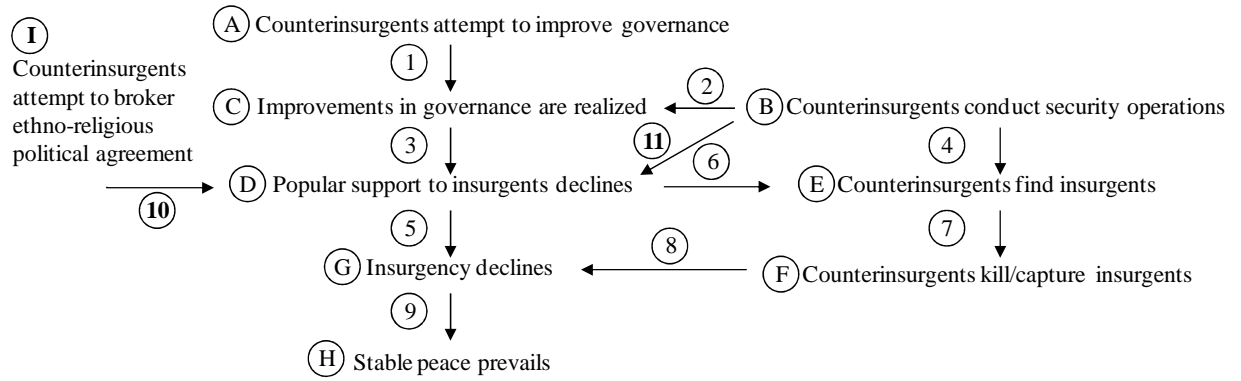 A Counterinsurgents attempt to improve governance
I
Counterinsurgents
attempt to broker
ethno-religious
political agreement
1
2
C Improvements in governance are realized
B Counterinsurgents conduct security operations
3
11
4
6
D Popular support to insurgents declines
E Counterinsurgents find insurgents
10
5
7
8
G Insurgency declines
F Counterinsurgents kill/capture insurgents
9
H Stable peace prevails